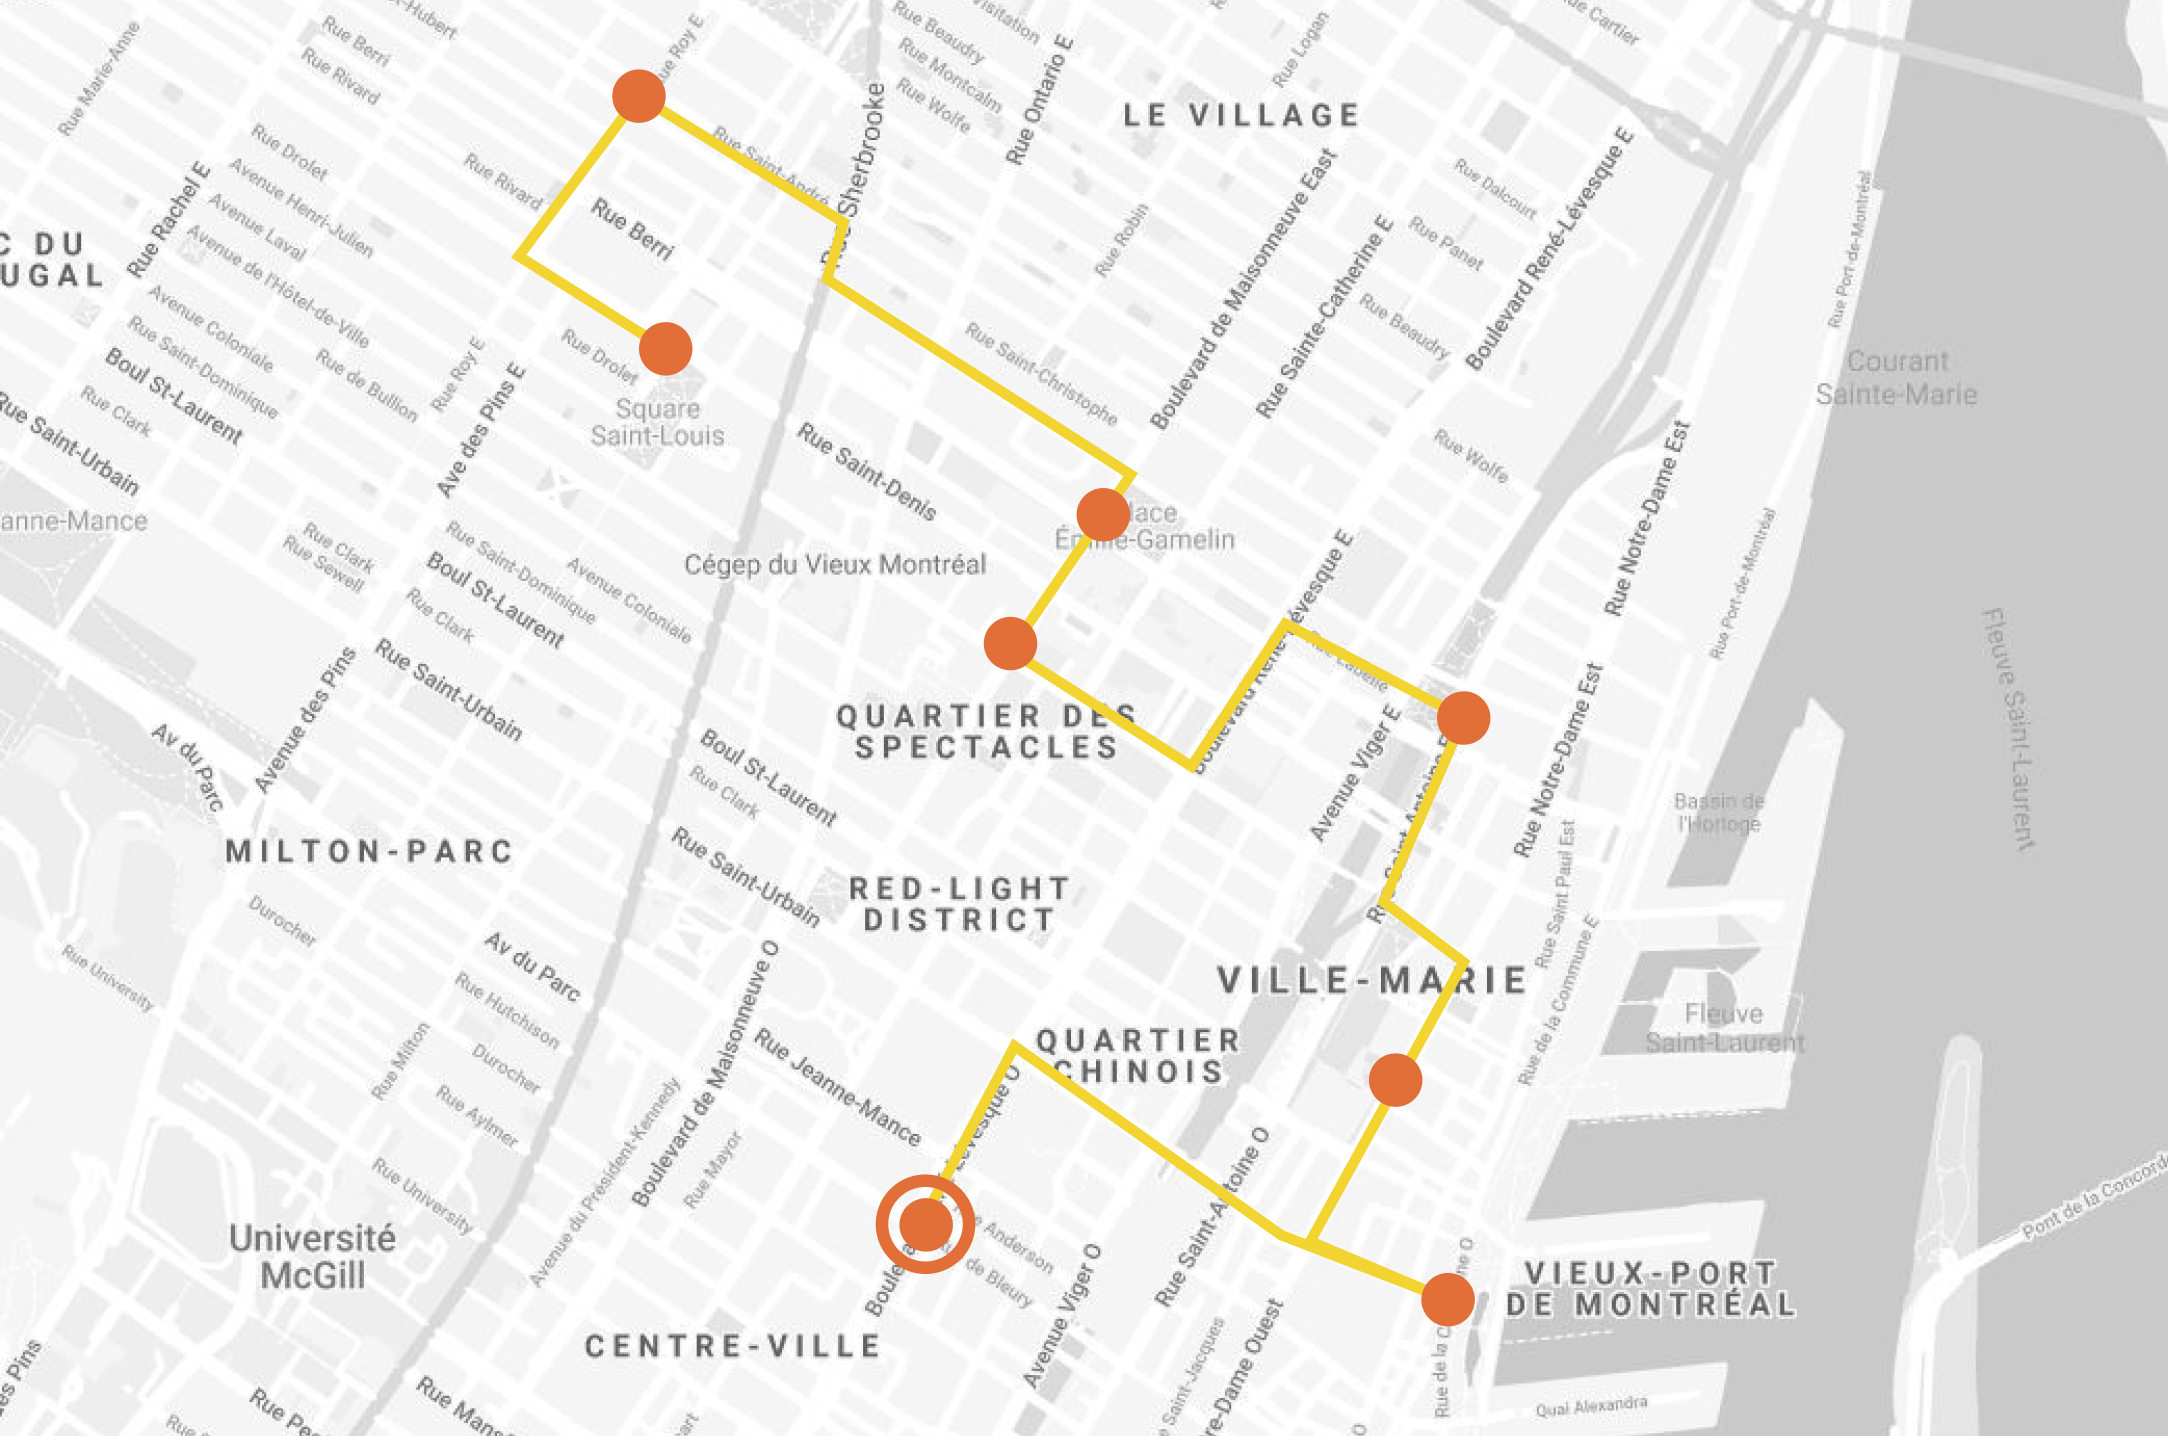 x-Hubert
Rue Berri
Rue Rivard
Rue Marie-Anne
ue Roy E
Rue Beaudry
Rue Montcalm
Rue Wolfe
Visitation
Rue Ontario E
Rue Logan
ue Cartier
LE VILLAGE
Rue Drolet
Avenue Henri-Julien
Avenue Laval
Avenue de l'Hôtel-de-Ville
Rue Rachel E
Rue Rivard
Rue Berri
Rue Saint-André
Rue Sherbrooke
Rue Robin
Boulevard de Maisonneuve East
Rue Sainte-Catherine E
Rue Dalcourt
Rue Panet
Rue Beaudry
Boulevard René-Lévesque E
Rue Port-de-Montréal
C DU
UGAL
Avenue Coloniale
Rue Saint-Dominique
Boul St-Laurent
Rue Clark
Rue Saint-Urbain
Rue de Bullion
Rue Roy E
Ave des Pins E
Rue Drolet
Square
Saint-Louis
Rue Saint-Christophe
Rue Saint-Denis
Rue Wolfe
Courant
Sainte-Marie
Rue Notre-Dame Est
Rue Port-de-Montréal
anne-Mance
Rue Clark
Rue Sewell
Rue Saint-Dominique
Avenue Coloniale
Boul St-Laurent
Rue Clark
Cégep du Vieux Montréal
lace
Émilie-Gamelin
Boulevard René-Lévesque E
Rue Labelle
Fleuve Saint-Laurent
Rue Saint-Urbain
Avenue des Pins
Av du Parc
QUARTIER DES
SPECTACLES
Boul St-Laurent
Rue Clark
Rue Saint-Urbain
Avenue Viger E
Rue Saint-Antoine E
Rue Notre-Dame Est
Rue Saint Paul Est
Rue de la Commune E
Bassin de
l'Horloge
MILTON-PARC
RED-LIGHT
DISTRICT
Durocher
Rue University
Av du Parc
Rue Hutchison
Durocher
Rue Aylmer
Rue Milton
Rue University
VILLE-MARIE
QUARTIER
CHINOIS
Fleuve
Saint-Laurent
Boulevard de Maisonneuve O
Rue Jeanne-Mance
Avenue du Président-Kennedy
Rue Mayor
Lévesque O
Boule
Rue Anderson
de Bleury
Avenue Viger O
Rue Saint-Antoine O
Saint-Jacques
re-Dame Ouest
Université
McGill
CENTRE-VILLE
VIEUX-PORT
DE MONTRÉAL
Pont de la Concord
Rue de la C
ne O
Quai Alexandra
es Pins
Rue Pee
Rue Mans
Rue
art
O